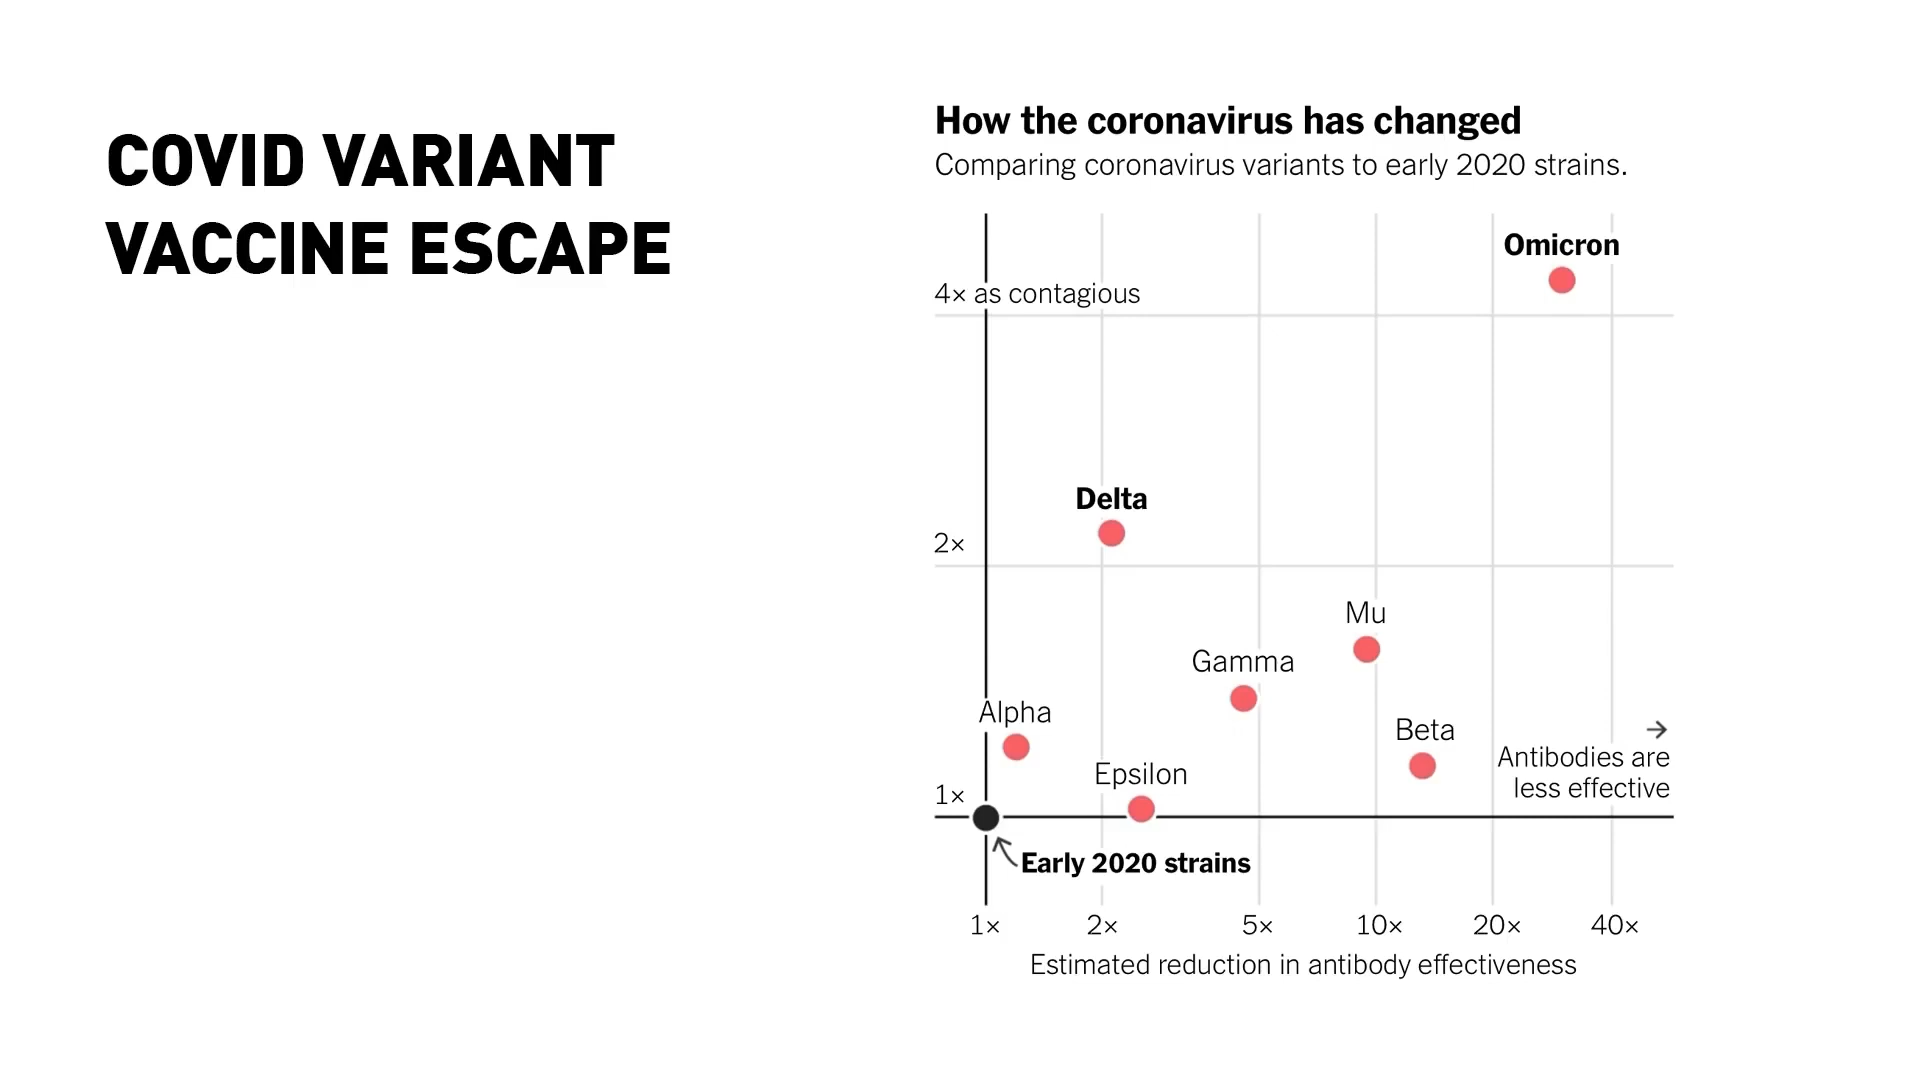 COVID VARIANT
VACCINE ESCAPE
How the coronavirus has changed
Comparing coronavirus variants to early 2020 strains.
Omicron
4× as contagious
Delta
2×
Mu
Gamma
Alpha
Beta
Epsilon
→
Antibodies are
less effective
1×
Early 2020 strains
1× 2× 5× 10× 20× 40×
Estimated reduction in antibody effectiveness